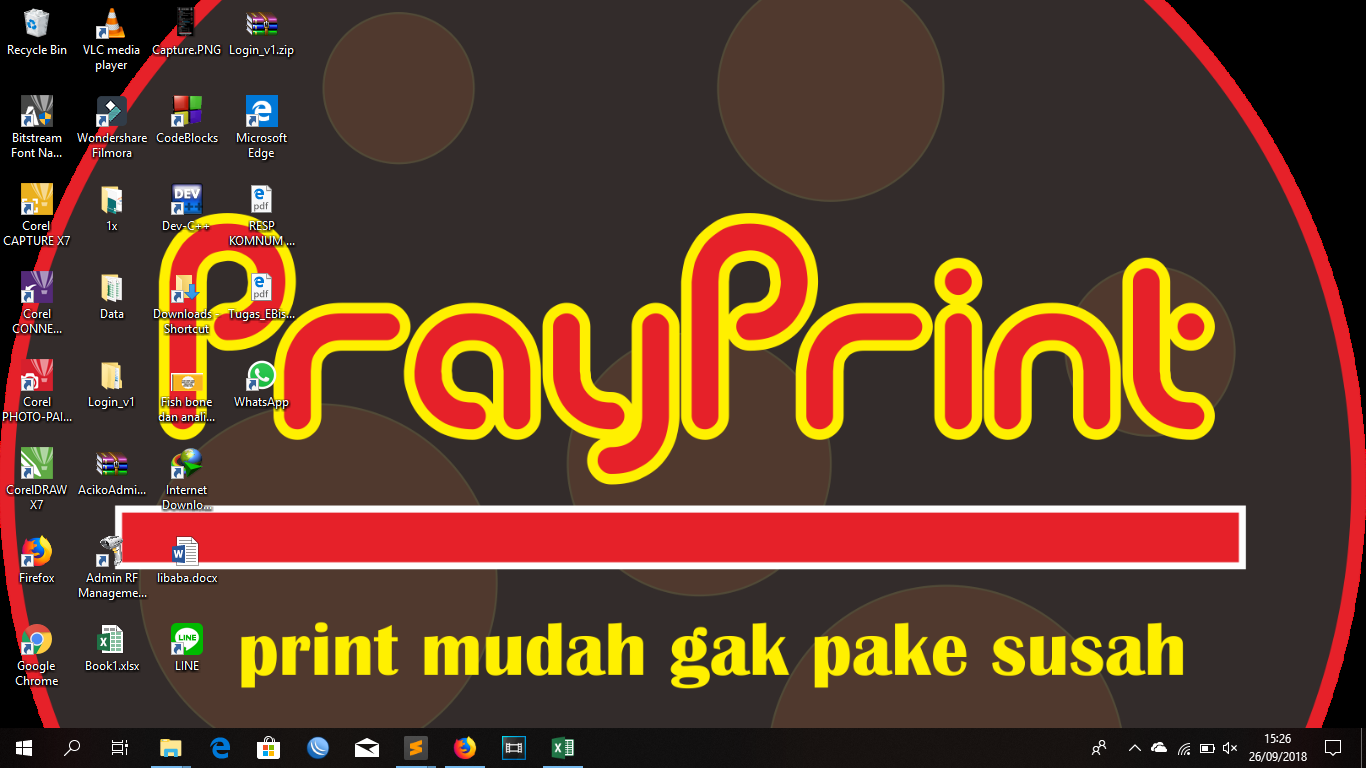 Recycle Bin
VLC media
player
Capture.PNG
Login_v1.zip
Bitstream
Font Na...
Wondershare
Filmora
CodeBlocks
Microsoft
Edge
Corel
CAPTURE X7
1x
Dev-C++
RESP
KOMNUM ...
pdf
Corel
CONNE...
Data
Downloads -
Shortcut
Tugas_EBis...
pdf
Corel
PHOTO-PAI...
Login_v1
Fish bone
dan anali...
WhatsApp
CorelDRAW
X7
AcikoAdmi...
Internet
Downlo...
Firefox
Admin RF
Manageme...
libaba.docx
Google
Chrome
Book1.xlsx
LINE
PrayPrint
print mudah gak pake susah
15:26
26/09/2018